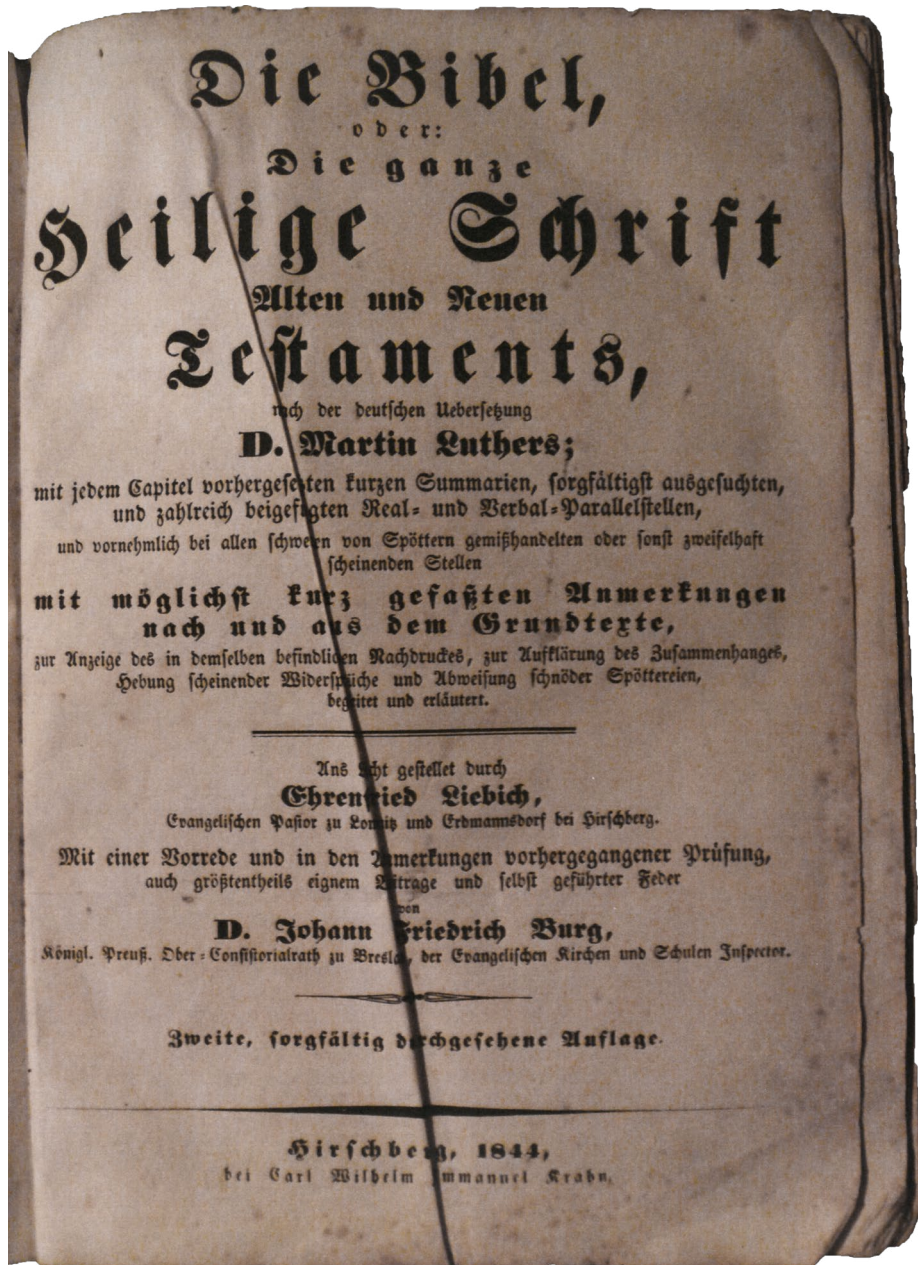 Die Bibel,
oder:
Die ganze
Heilige Schrift
Alten und Neuen
Testaments,
nach der deutschen Uebersetzung
D. Martin Luthers;
mit jedem Capitel vorhergesetzten kurzen Summarien, sorgfältigst ausgesuchten,
und zahlreich beigefügten Real- und Verbal-Parallelstellen,
und vornehmlich bei allen schweren von Spöttern gemißhandelten oder sonst zweifelhaft
scheinenden Stellen
mit möglichst kurz gefaßten Anmerkungen
nach und aus dem Grundtexte,
zur Anzeige des in demselben befindlichen Nachdruckes, zur Aufklärung des Zusammenhanges,
Hebung scheinender Widersprüche und Abweisung schnöder Spöttereien,
begleitet und erläutert.
Ans Licht gestellet durch
Ehrenfried Liebich,
Evangelischen Pastor zu Lomnitz und Erdmannsdorf bei Hirschberg.
Mit einer Vorrede und in den Anmerkungen vorhergegangener Prüfung,
auch größtentheils eignem Beitrage und selbst geführter Feder
von
D. Johann Friedrich Burg,
Königl. Preuß. Ober-Consistorialrath zu Breslau, der Evangelischen Kirchen und Schulen Inspector.
Zweite, sorgfältig durchgesehene Auflage.
Hirschberg, 1844,
bei Carl Wilhelm Immanuel Krahn.